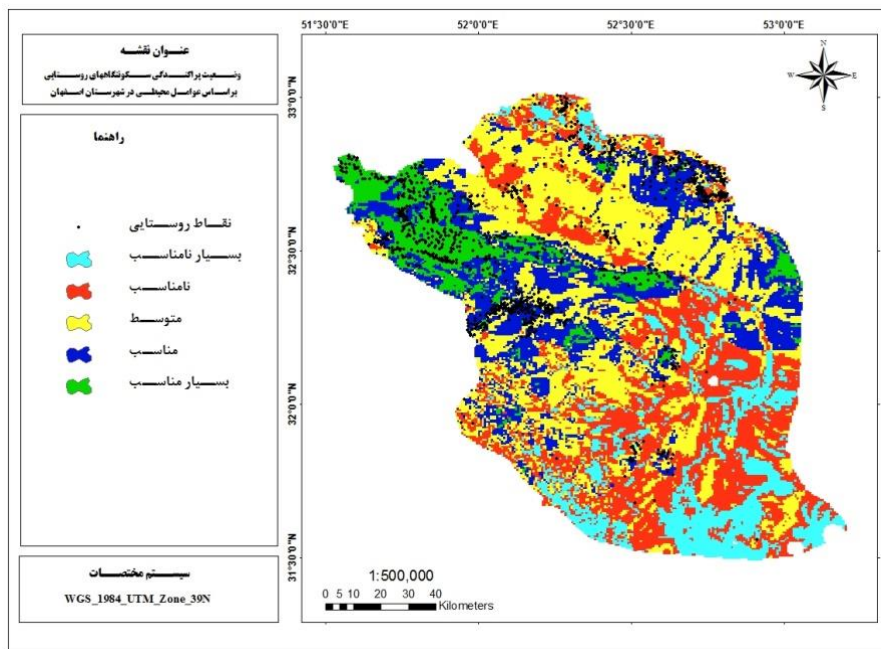 عنوان نقشه
وضعیت پراکندگی سکونتگاههای روستایی
براساس عوامل محیطی در شهرستان اصفهان
راهنما
نقاط روستایی
بسیار نامناسب
نامناسب
متوسط
مناسب
بسیار مناسب
سیستم مختصات
WGS_1984_UTM_Zone_39N
51°30'0"E
52°0'0"E
52°30'0"E
53°0'0"E
33°0'0"N
32°30'0"N
32°0'0"N
31°30'0"N
N
W
E
S
1:500,000
0 5 10 20 30 40
Kilometers